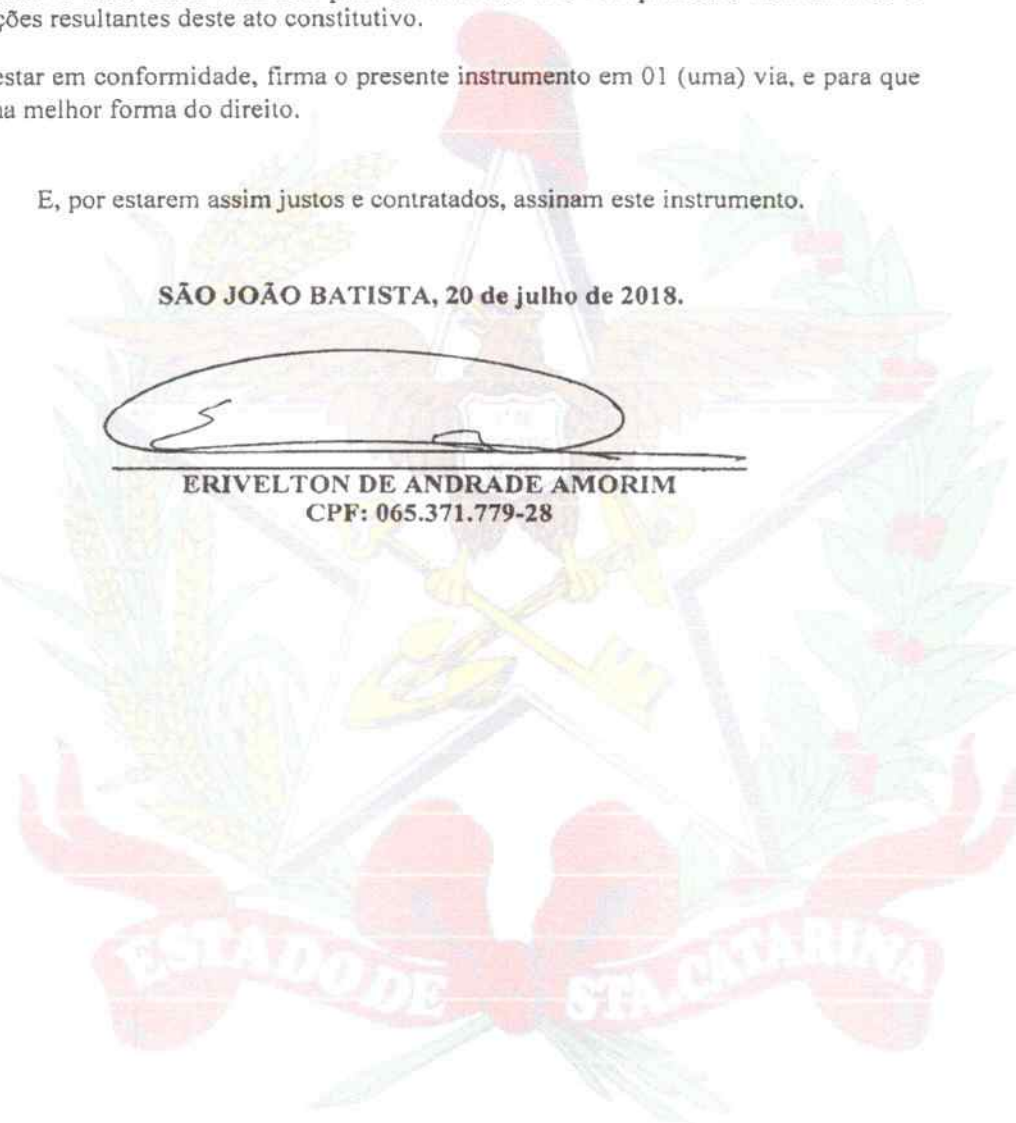 ções resultantes deste ato constitutivo.
estar em conformidade, firma o presente instrumento em 01 (uma) via, e para que
na melhor forma do direito.
E, por estarem assim justos e contratados, assinam este instrumento.
SÃO JOÃO BATISTA, 20 de julho de 2018.
ERIVELTON DE ANDRADE AMORIM
CPF: 065.371.779-28
ESTADO DE STA. CATARINA